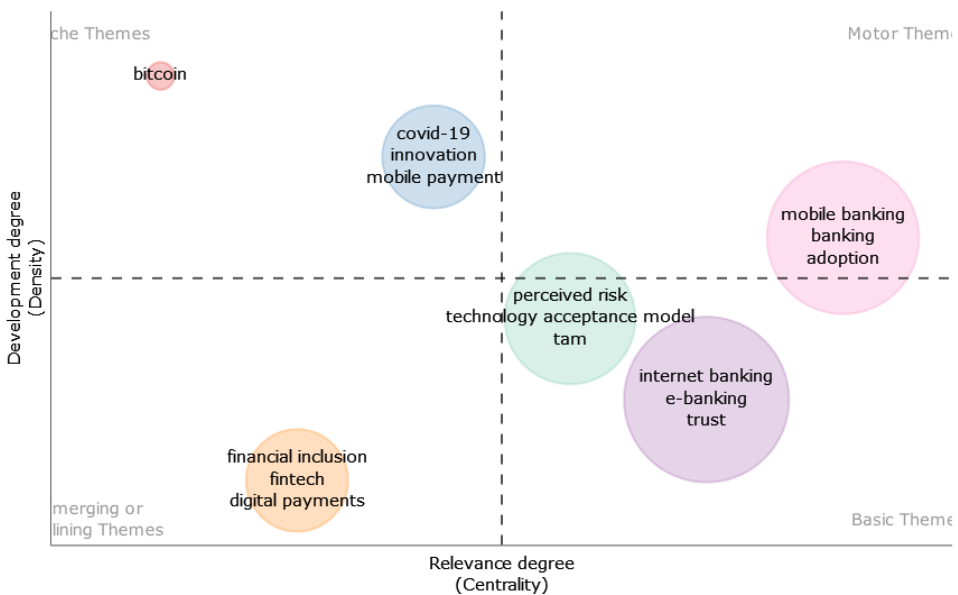 che Themes
Motor Them
bitcoin
covid-19
innovation
mobile payment
mobile banking
banking
adoption
perceived risk
technology acceptance model
tam
internet banking
e-banking
trust
financial inclusion
fintech
digital payments
merging or
lining Themes
Basic Theme
Development degree
(Density)
Relevance degree
(Centrality)